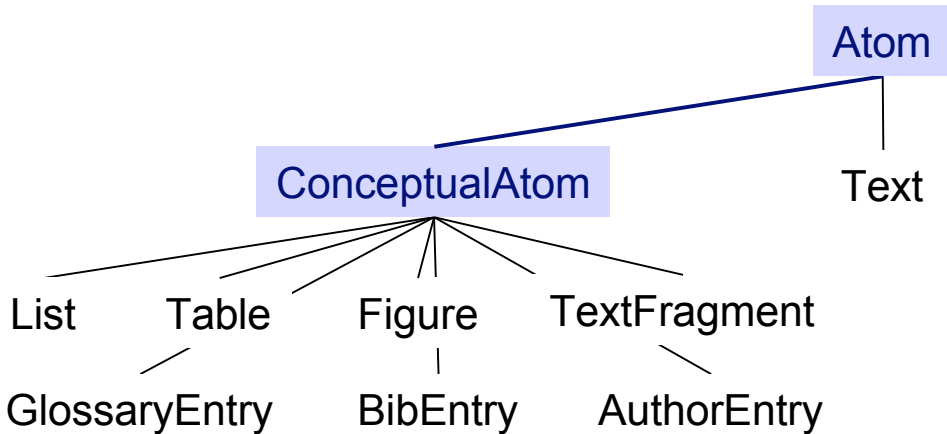 Atom
ConceptualAtom
Text
List Table Figure TextFragment
GlossaryEntry BibEntry AuthorEntry